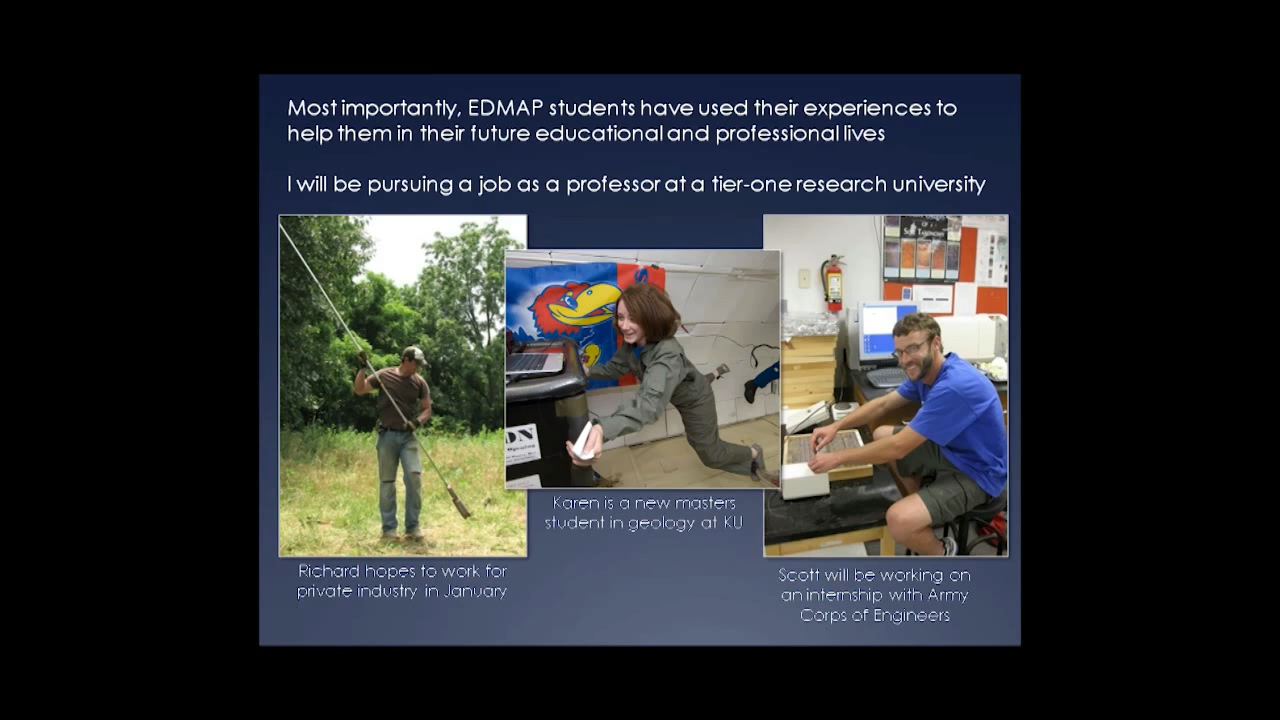 Most importantly, EDMAP students have used their experiences to
help them in their future educational and professional lives
I will be pursuing a job as a professor at a tier-one research university
Karen is a new masters
student in geology at KU
Richard hopes to work for
private industry in January
Scott will be working on
an internship with Army
Corps of Engineers